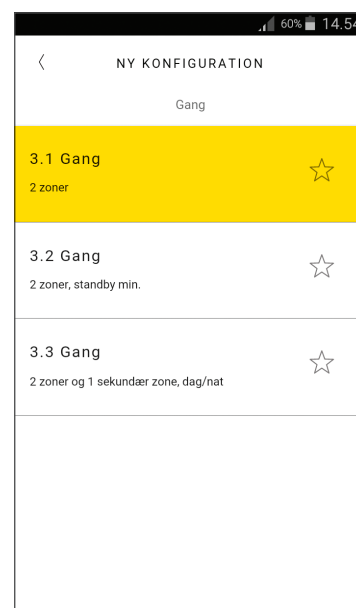 60% 14.54
NY KONFIGURATION
Gang
3.1 Gang
2 zoner
3.2 Gang
2 zoner, standby min.
3.3 Gang
2 zoner og 1 sekundær zone, dag/nat